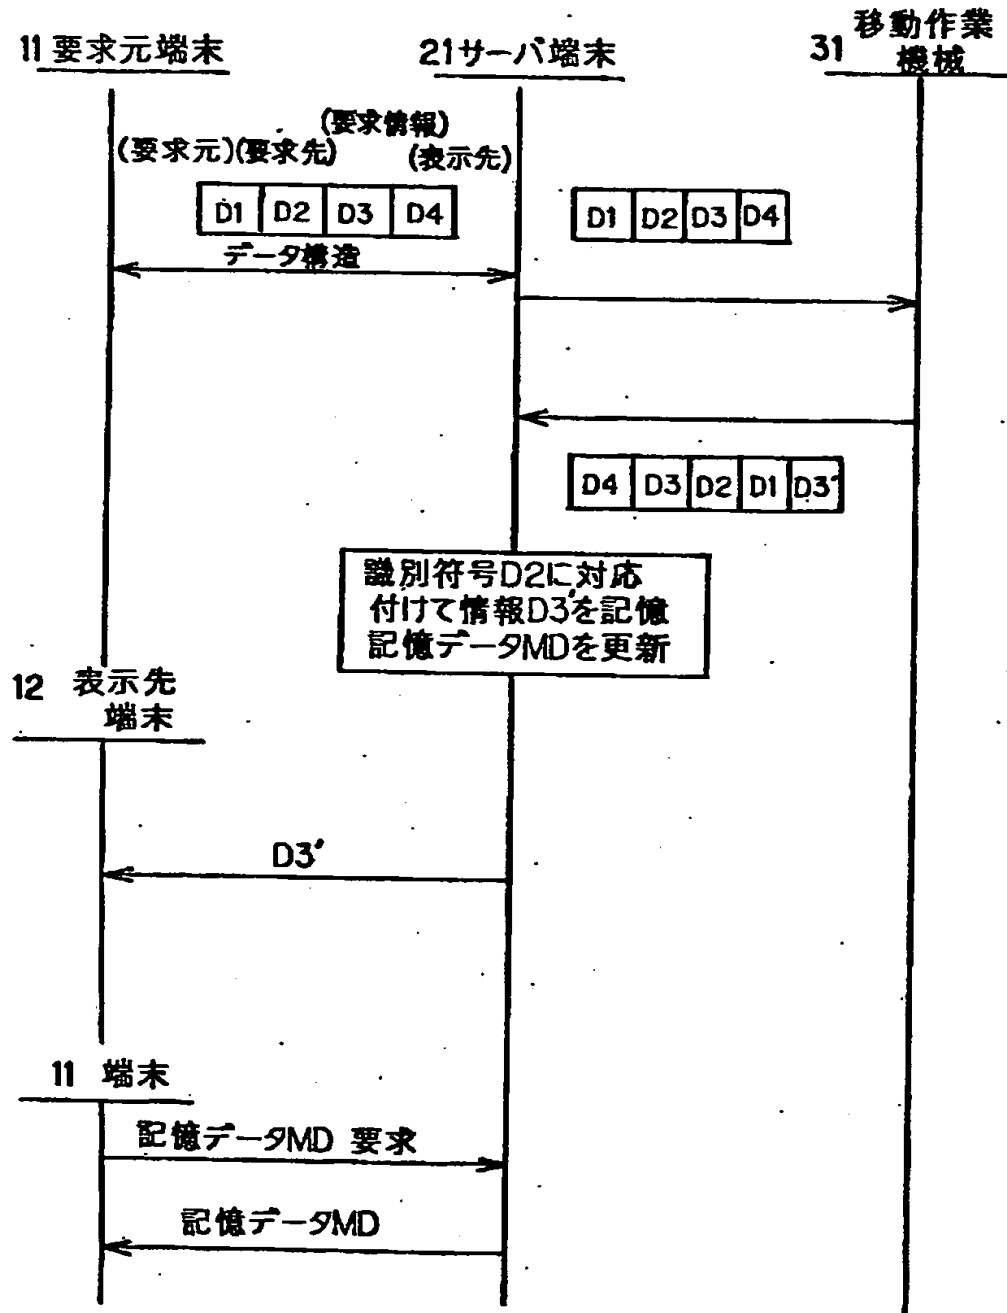 11 要求元端末
21 サーバ端末
31 移動作業
機械
(要求情報)
(要求元)(要求先)
(表示先)
D1 D2 D3 D4
D1 D2 D3 D4
データ構造
D4 D3 D2 D1 D3'
識別符号D2に対応
付けて情報D3'を記憶
記憶データMDを更新
12 表示先
端末
D3'
11 端末
記憶データMD 要求
記憶データMD